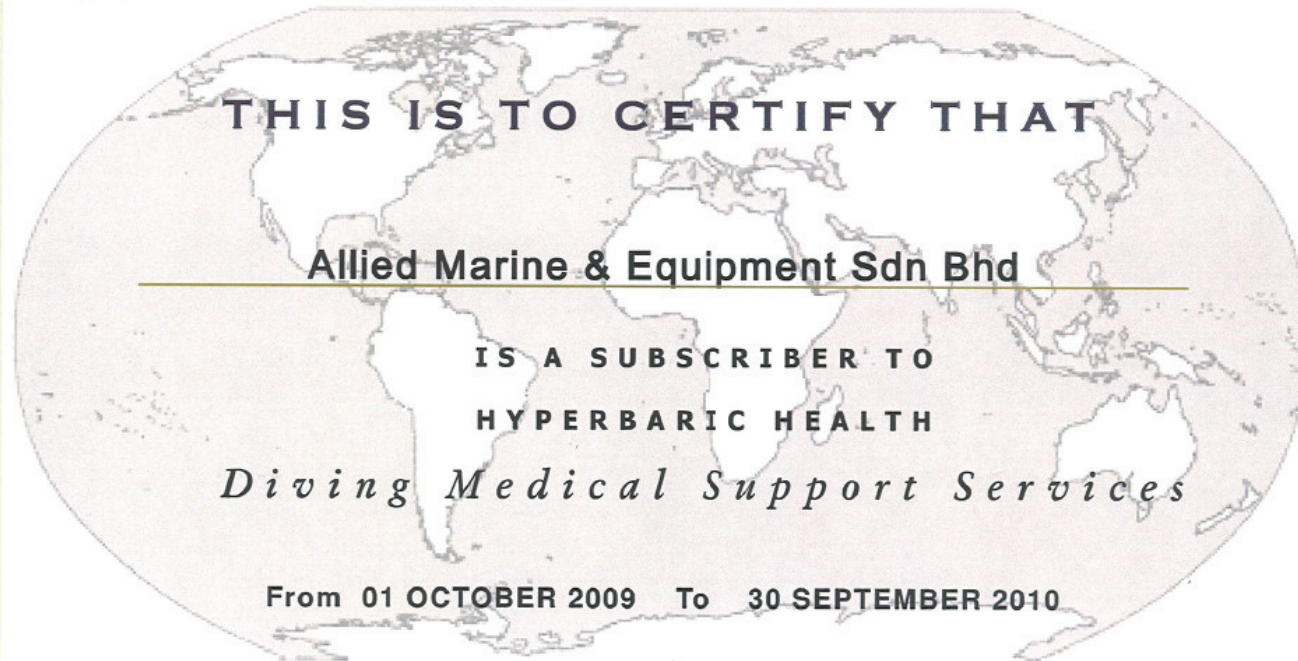 THIS IS TO CERTIFY THAT
Allied Marine & Equipment Sdn Bhd
IS A SUBSCRIBER TO
HYPERBARIC HEALTH
Diving Medical Support Services
From 01 OCTOBER 2009 To 30 SEPTEMBER 2010